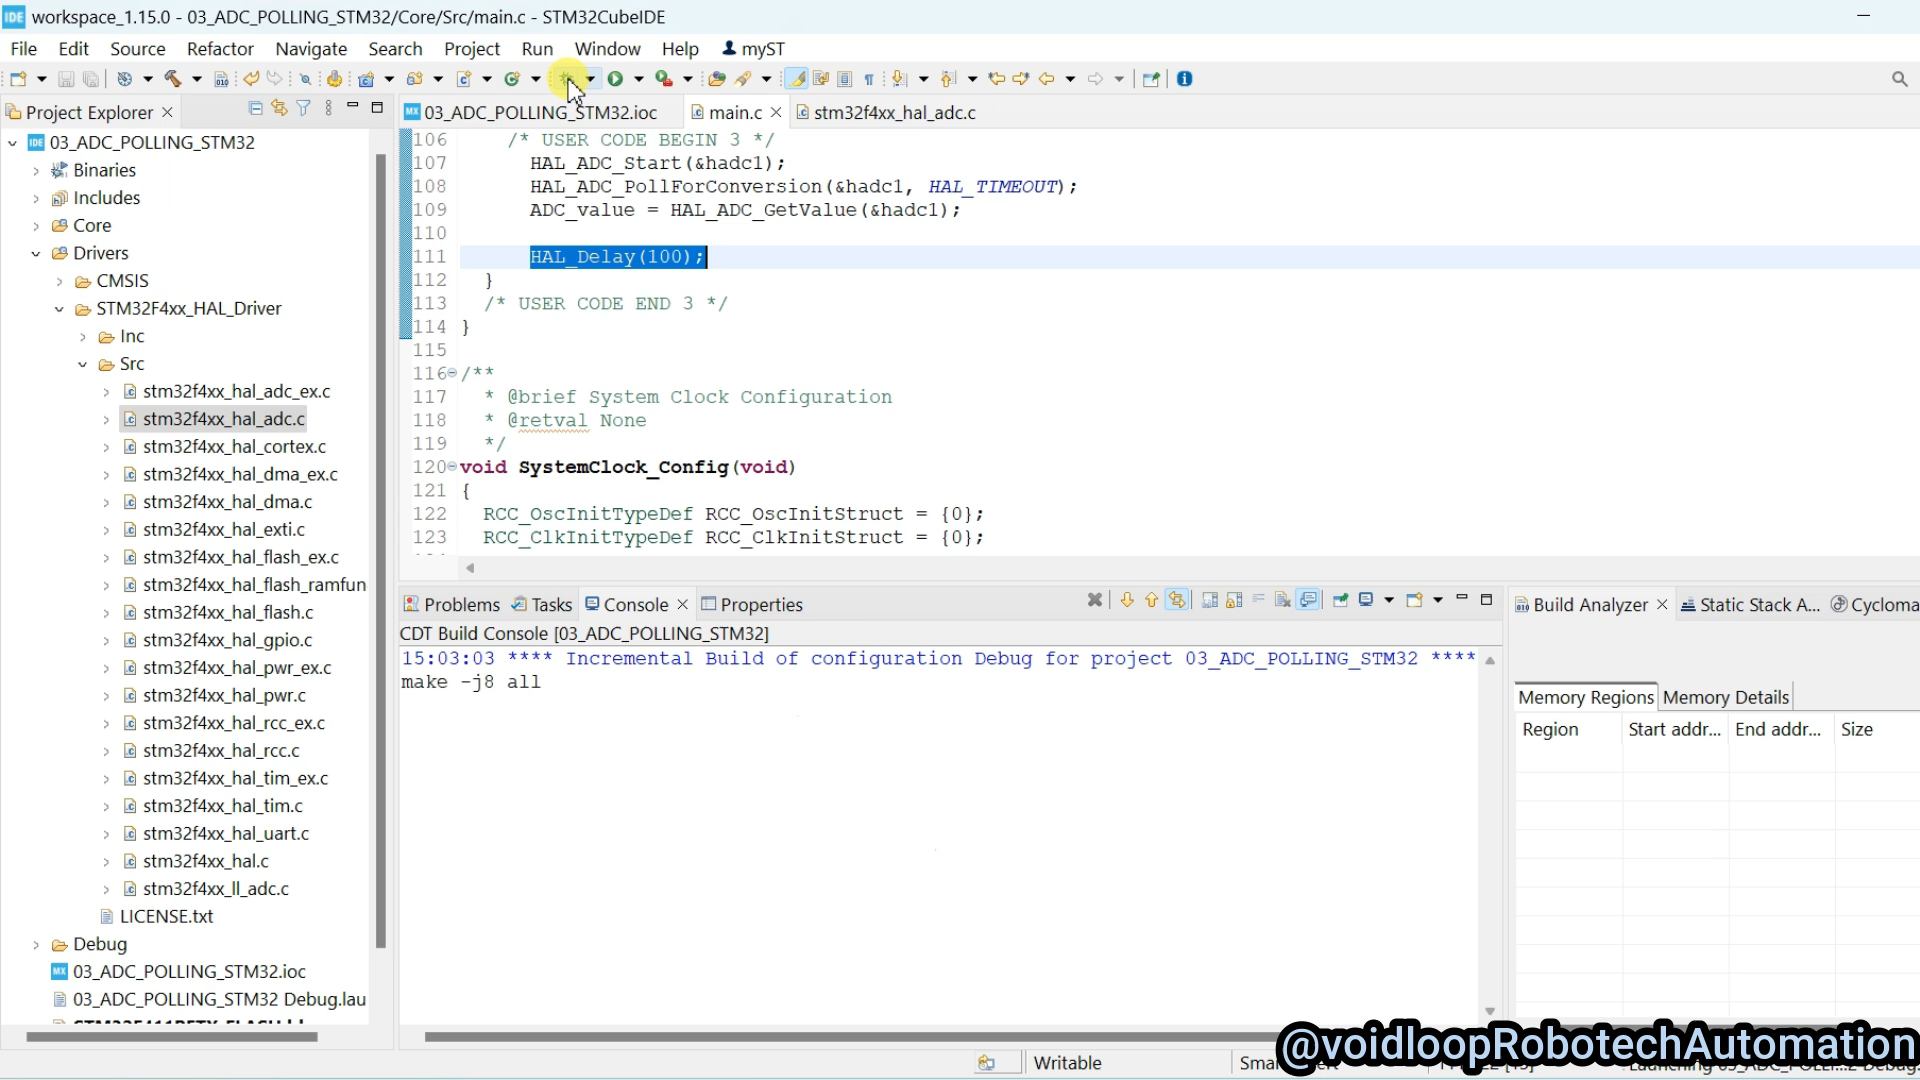 workspace_1.15.0 - 03_ADC_POLLING_STM32/Core/Src/main.c - STM32CubeIDE
File Edit Source Refactor Navigate Search Project Run Window Help myST
Project Explorer
03_ADC_POLLING_STM32
Binaries
Includes
Core
Drivers
CMSIS
STM32F4xx_HAL_Driver
Inc
Src
stm32f4xx_hal_adc_ex.c
stm32f4xx_hal_adc.c
stm32f4xx_hal_cortex.c
stm32f4xx_hal_dma_ex.c
stm32f4xx_hal_dma.c
stm32f4xx_hal_exti.c
stm32f4xx_hal_flash_ex.c
stm32f4xx_hal_flash_ramfun
stm32f4xx_hal_flash.c
stm32f4xx_hal_gpio.c
stm32f4xx_hal_pwr_ex.c
stm32f4xx_hal_pwr.c
stm32f4xx_hal_rcc_ex.c
stm32f4xx_hal_rcc.c
stm32f4xx_hal_tim_ex.c
stm32f4xx_hal_tim.c
stm32f4xx_hal_uart.c
stm32f4xx_hal.c
stm32f4xx_ll_adc.c
LICENSE.txt
Debug
03_ADC_POLLING_STM32.ioc
03_ADC_POLLING_STM32 Debug.lau
03_ADC_POLLING_STM32.ioc main.c stm32f4xx_hal_adc.c
106 /* USER CODE BEGIN 3 */
107 HAL_ADC_Start(&hadc1);
108 HAL_ADC_PollForConversion(&hadc1, HAL_TIMEOUT);
109 ADC_value = HAL_ADC_GetValue(&hadc1);
110
111 HAL_Delay(100);
112 }
113 /* USER CODE END 3 */
114 }
115
116 /**
117 * @brief System Clock Configuration
118 * @retval None
119 */
120 void SystemClock_Config(void)
121 {
122 RCC_OscInitTypeDef RCC_OscInitStruct = {0};
123 RCC_ClkInitTypeDef RCC_ClkInitStruct = {0};
Problems Tasks Console Properties
CDT Build Console [03_ADC_POLLING_STM32]
15:03:03 **** Incremental Build of configuration Debug for project 03_ADC_POLLING_STM32 ****
make -j8 all
Build Analyzer Static Stack A... Cycloma
Memory Regions Memory Details
Region Start addr... End addr... Size
Writable
@voidloopRobotechAutomation